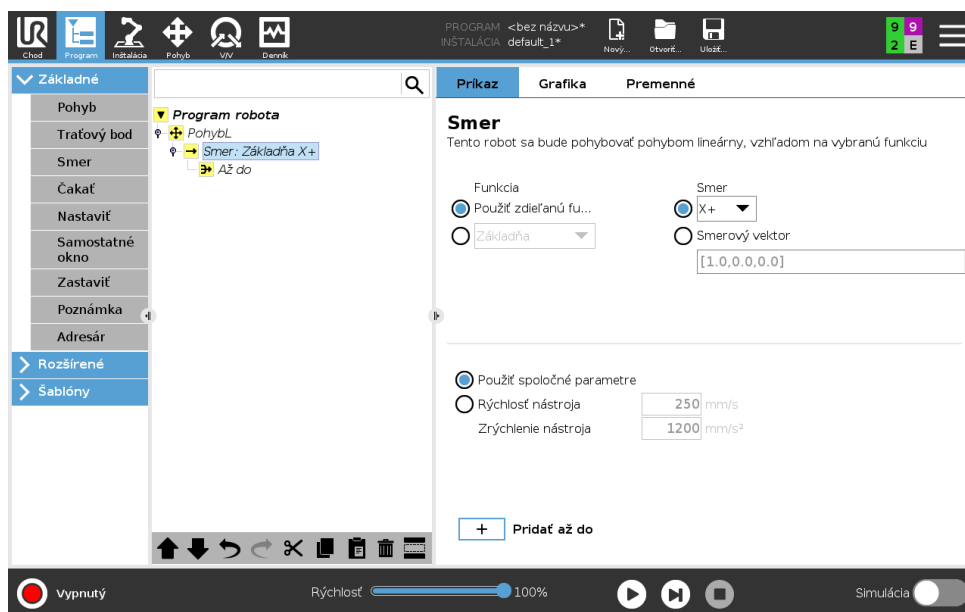 PROGRAM <bez názvu>*
INŠTALÁCIA default_1*
Chod
Program
Inštalácia
Pohyb
V/V
Denník
Nový...
Otvoriť...
Uložiť...
9 9
2 E
Základné
Pohyb
Traťový bod
Smer
Čakať
Nastaviť
Samostatné
okno
Zastaviť
Poznámka
Adresár
Rozšírené
Šablóny
Program robota
PohybL
Smer: Základňa X+
Až do
Príkaz
Grafika
Premenné
Smer
Tento robot sa bude pohybovať pohybom lineárny, vzhľadom na vybranú funkciu
Funkcia
Použiť zdieľanú fu...
Základňa
Smer
X+
Smerový vektor
[1.0,0.0,0.0]
Použiť spoločné parametre
Rýchlosť nástroja 250 mm/s
Zrýchlenie nástroja 1200 mm/s²
+ Pridať až do
Vypnutý
Rýchlosť 100%
Simulácia